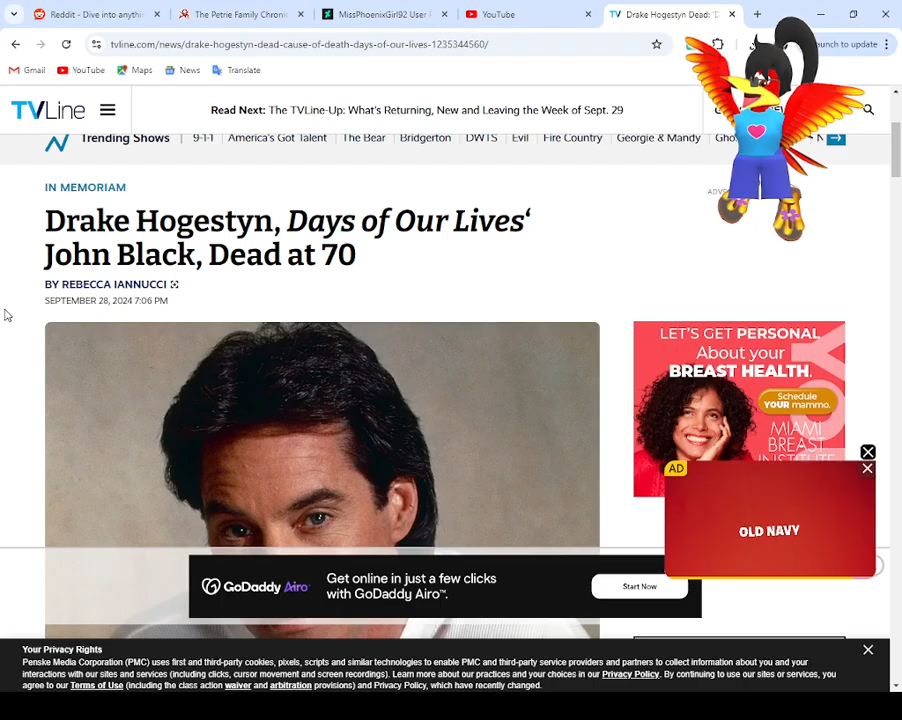 Reddit - Dive into anythin
The Petrie Family Chronic
MissPhoenixGirl92 User P
YouTube
Drake Hogestyn Dead: 'D
tvline.com/news/drake-hogestyn-dead-cause-of-death-days-of-our-lives-1235344560/
launch to update
Gmail
YouTube
Maps
News
Translate
TVLine
Read Next: The TVLine-Up: What's Returning, New and Leaving the Week of Sept. 29
Trending Shows
9-1-1
America's Got Talent
The Bear
Bridgerton
DWTS
Evil
Fire Country
Georgie & Mandy
Gho
IN MEMORIAM
ADV
Drake Hogestyn, Days of Our Lives‘
John Black, Dead at 70
BY REBECCA IANNUCCI
SEPTEMBER 28, 2024 7:06 PM
LET'S GET PERSONAL
About your
BREAST HEALTH.
Schedule
YOUR mammo.
MIAMI
BREAST
INSTITUTE
AD
OLD NAVY
GoDaddy Airo™
Get online in just a few clicks
with GoDaddy Airo™.
Start Now
Your Privacy Rights
Penske Media Corporation (PMC) uses first and third-party cookies, pixels, scripts and similar technologies to enable PMC and third-party service providers and partners to collect information about you and your
interactions with our sites and services (including clicks, cursor movement and screen recordings). Learn more about our practices and your choices in our Privacy Policy. By continuing to use our sites or services, you
agree to our Terms of Use (including the class action waiver and arbitration provisions) and Privacy Policy, which have recently changed.